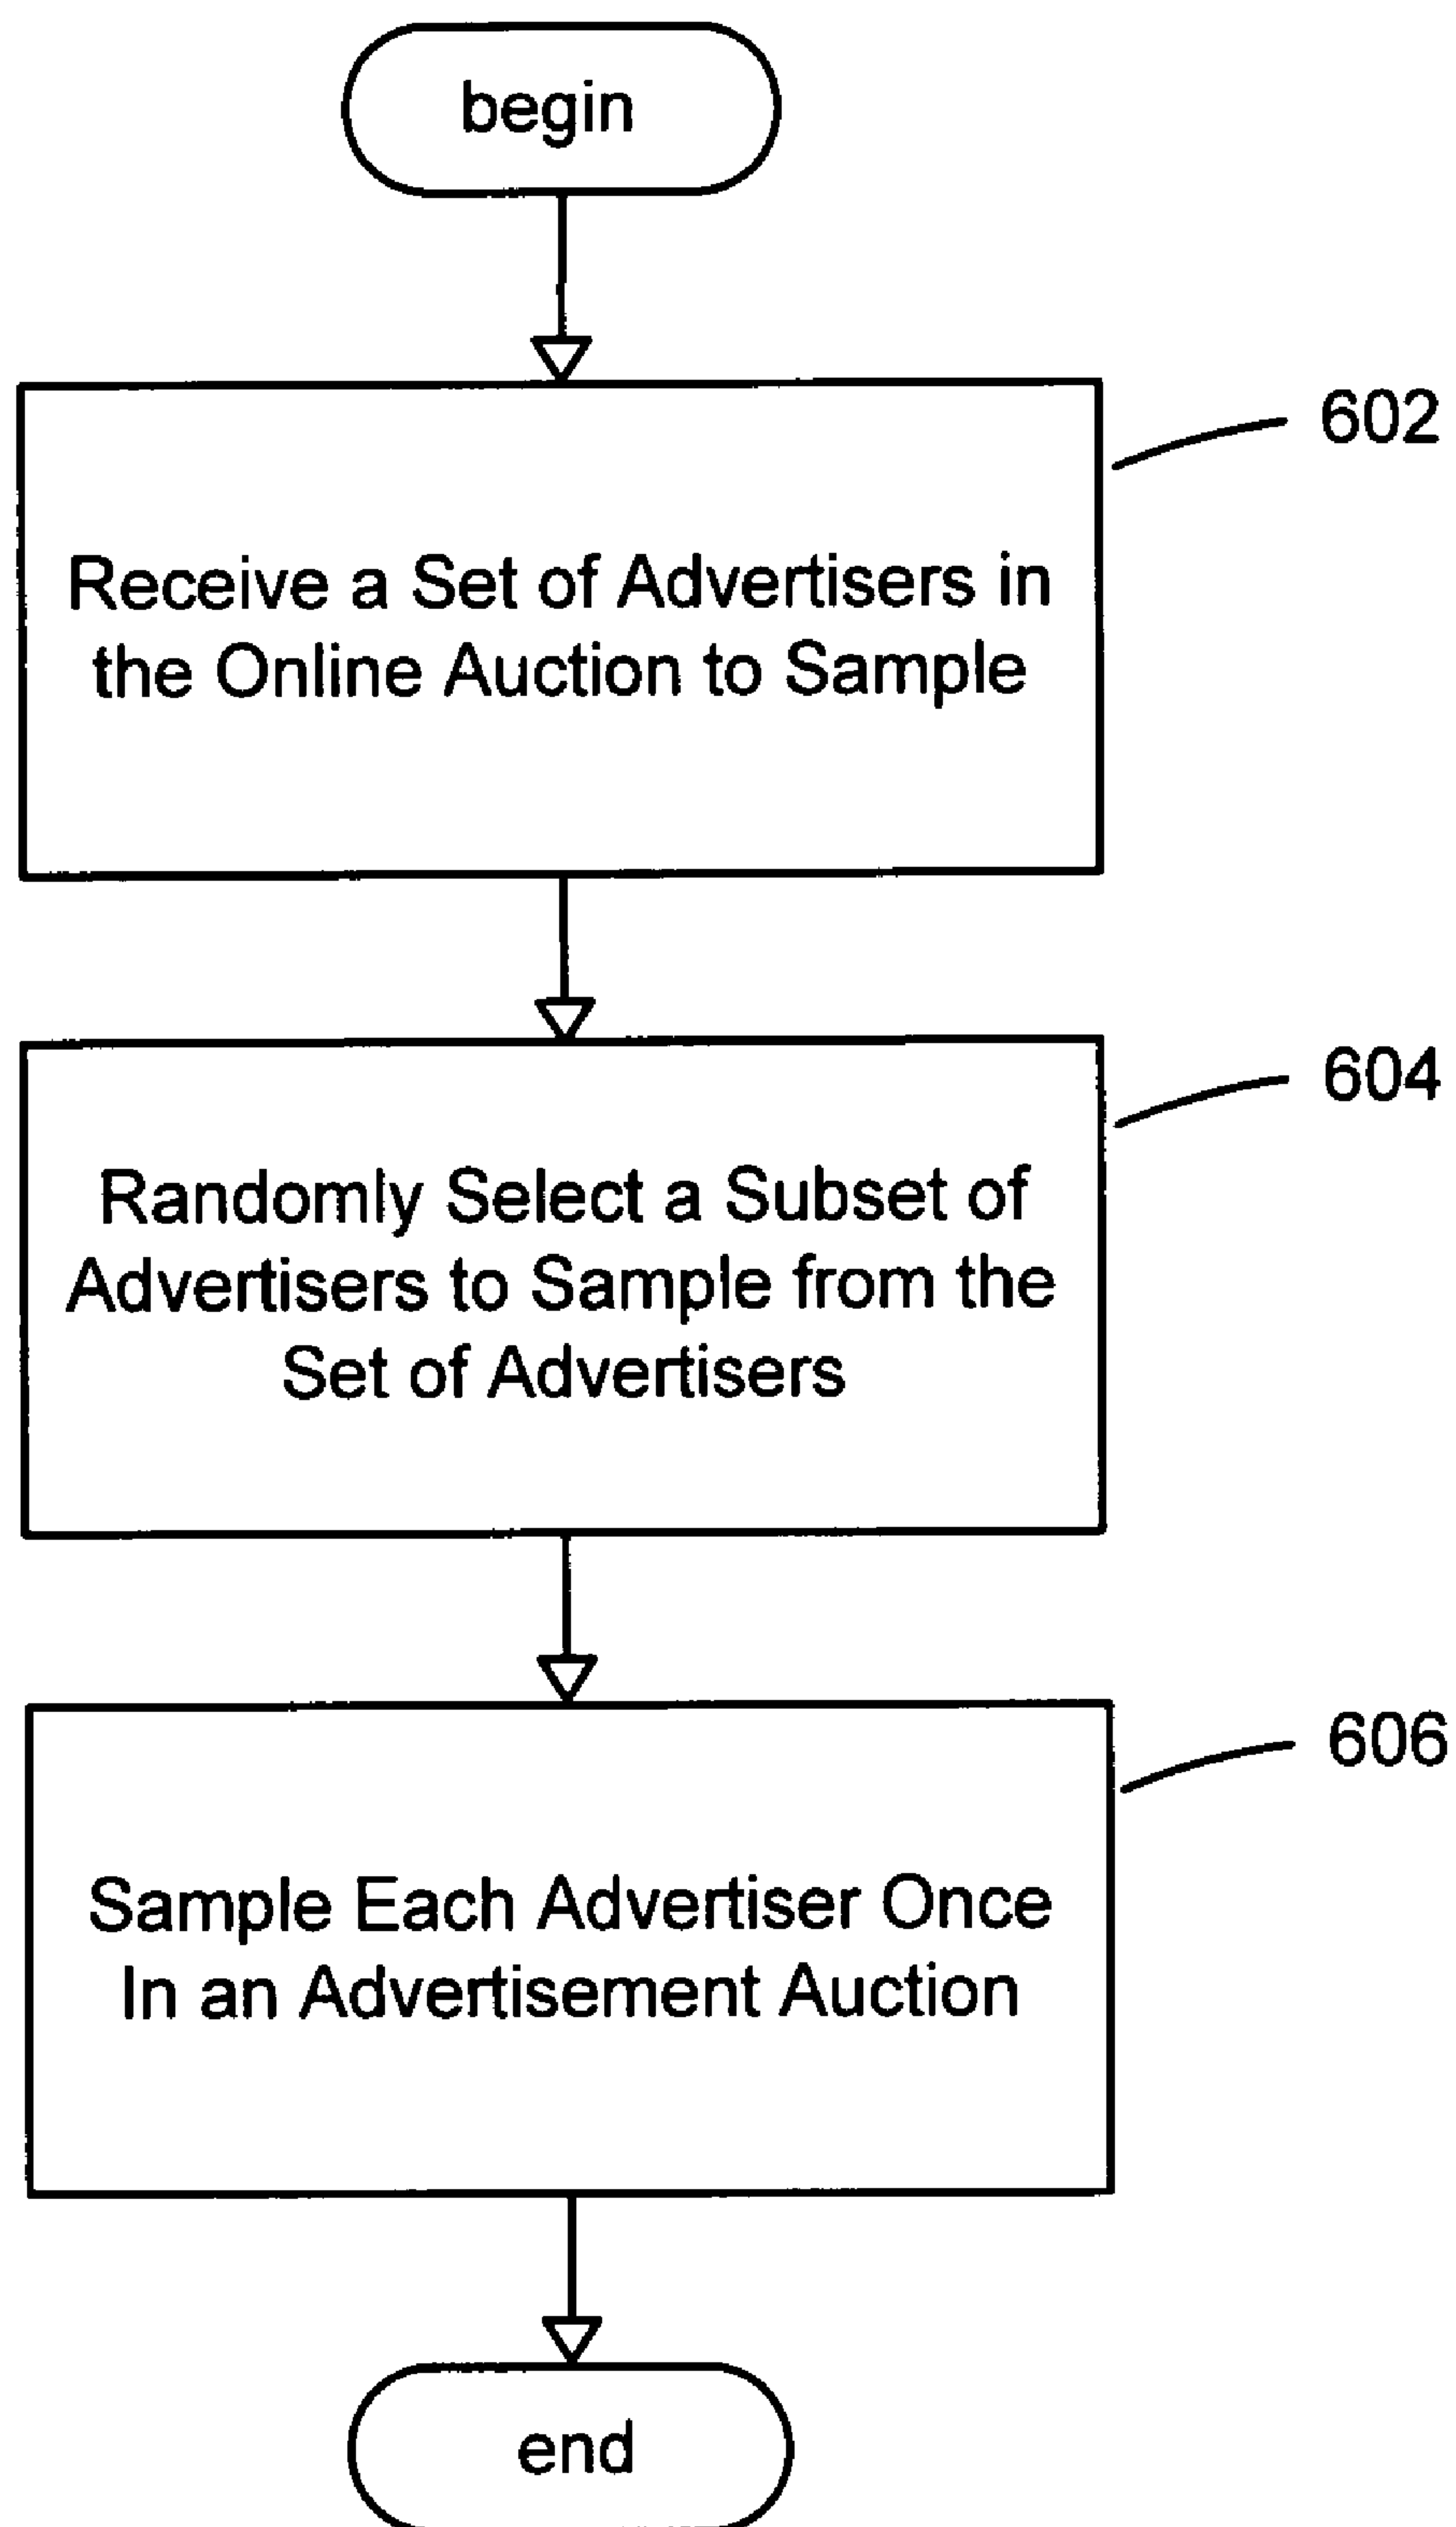 begin
602
Receive a Set of Advertisers in
the Online Auction to Sample
604
Randomly Select a Subset of
Advertisers to Sample from the
Set of Advertisers
606
Sample Each Advertiser Once
In an Advertisement Auction
end